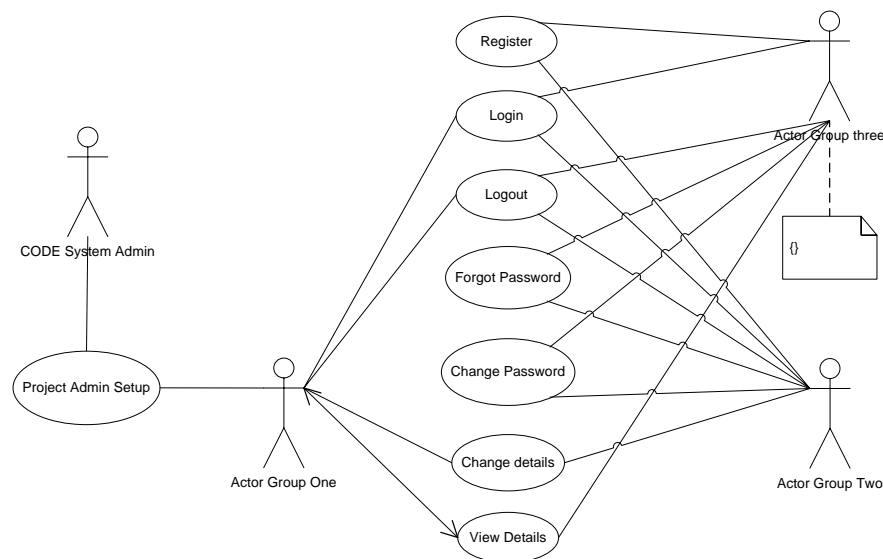 Register
Login
Actor Group three
Logout
CODE System Admin
{}
Forgot Password
Change Password
Project Admin Setup
Change details
Actor Group One
Actor Group Two
View Details